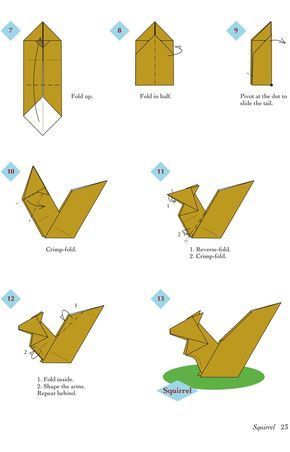 7
8
9
Fold up.
Fold in half.
Pivot at the dot to
slide the tail.
10
11
1
2
Crimp-fold.
1. Reverse-fold.
2. Crimp-fold.
12
13
1
2
1. Fold inside.
2. Shape the arms.
Repeat behind.
Squirrel
Squirrel 23